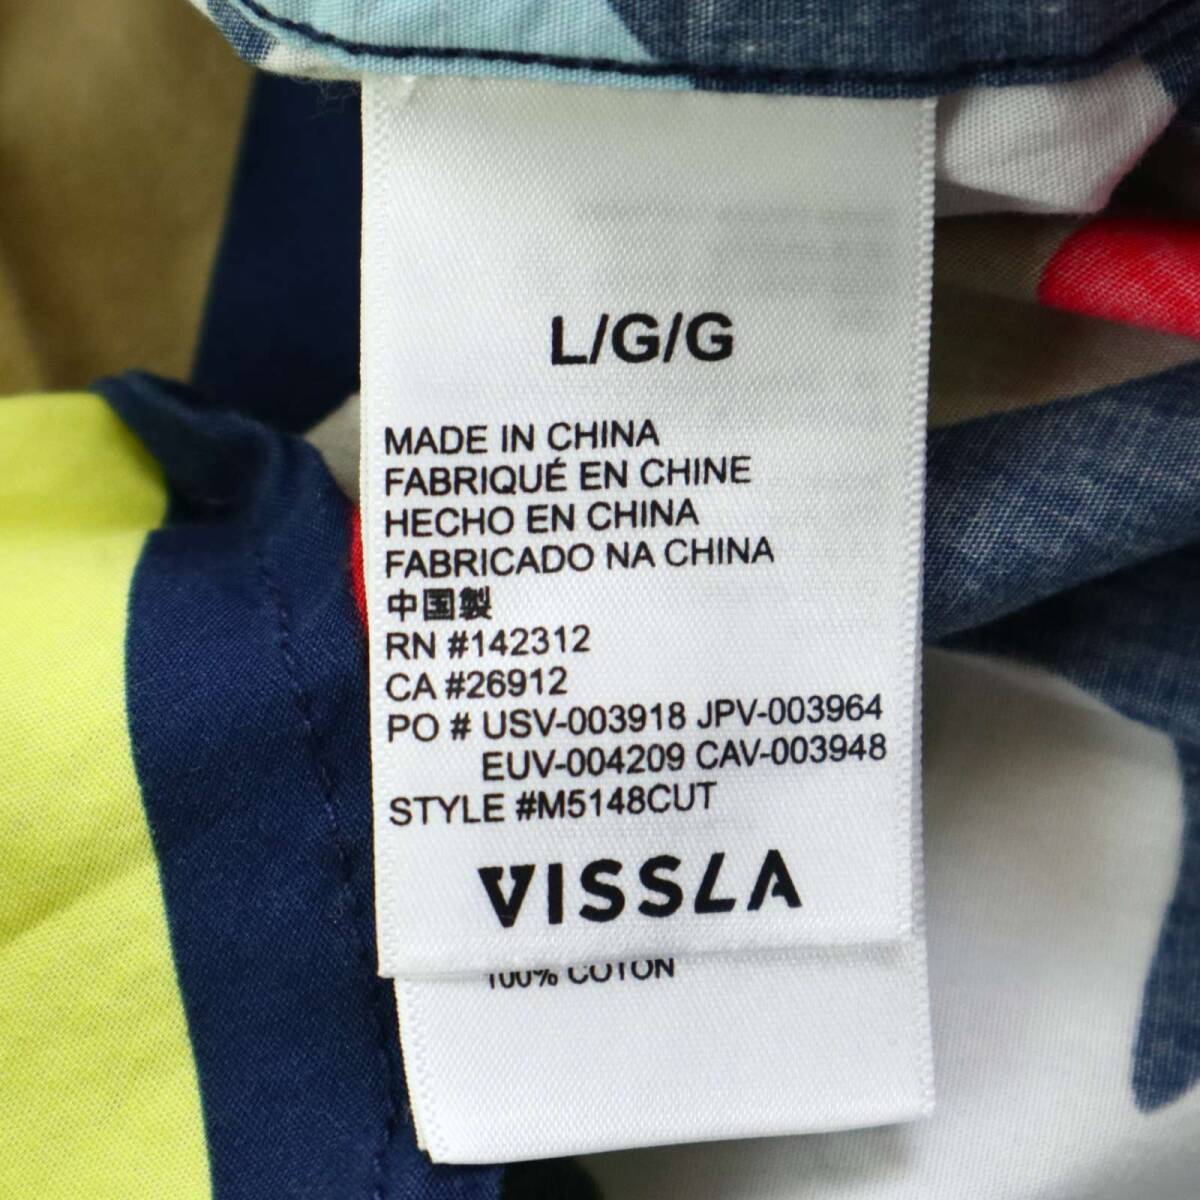 L/G/G
MADE IN CHINA
FABRIQUÉ EN CHINE
HECHO EN CHINA
FABRICADO NA CHINA
中国製
RN #142312
CA #26912
PO # USV-003918 JPV-003964
EUV-004209 CAV-003948
STYLE #M5148CUT
VISSLA
100% COTON